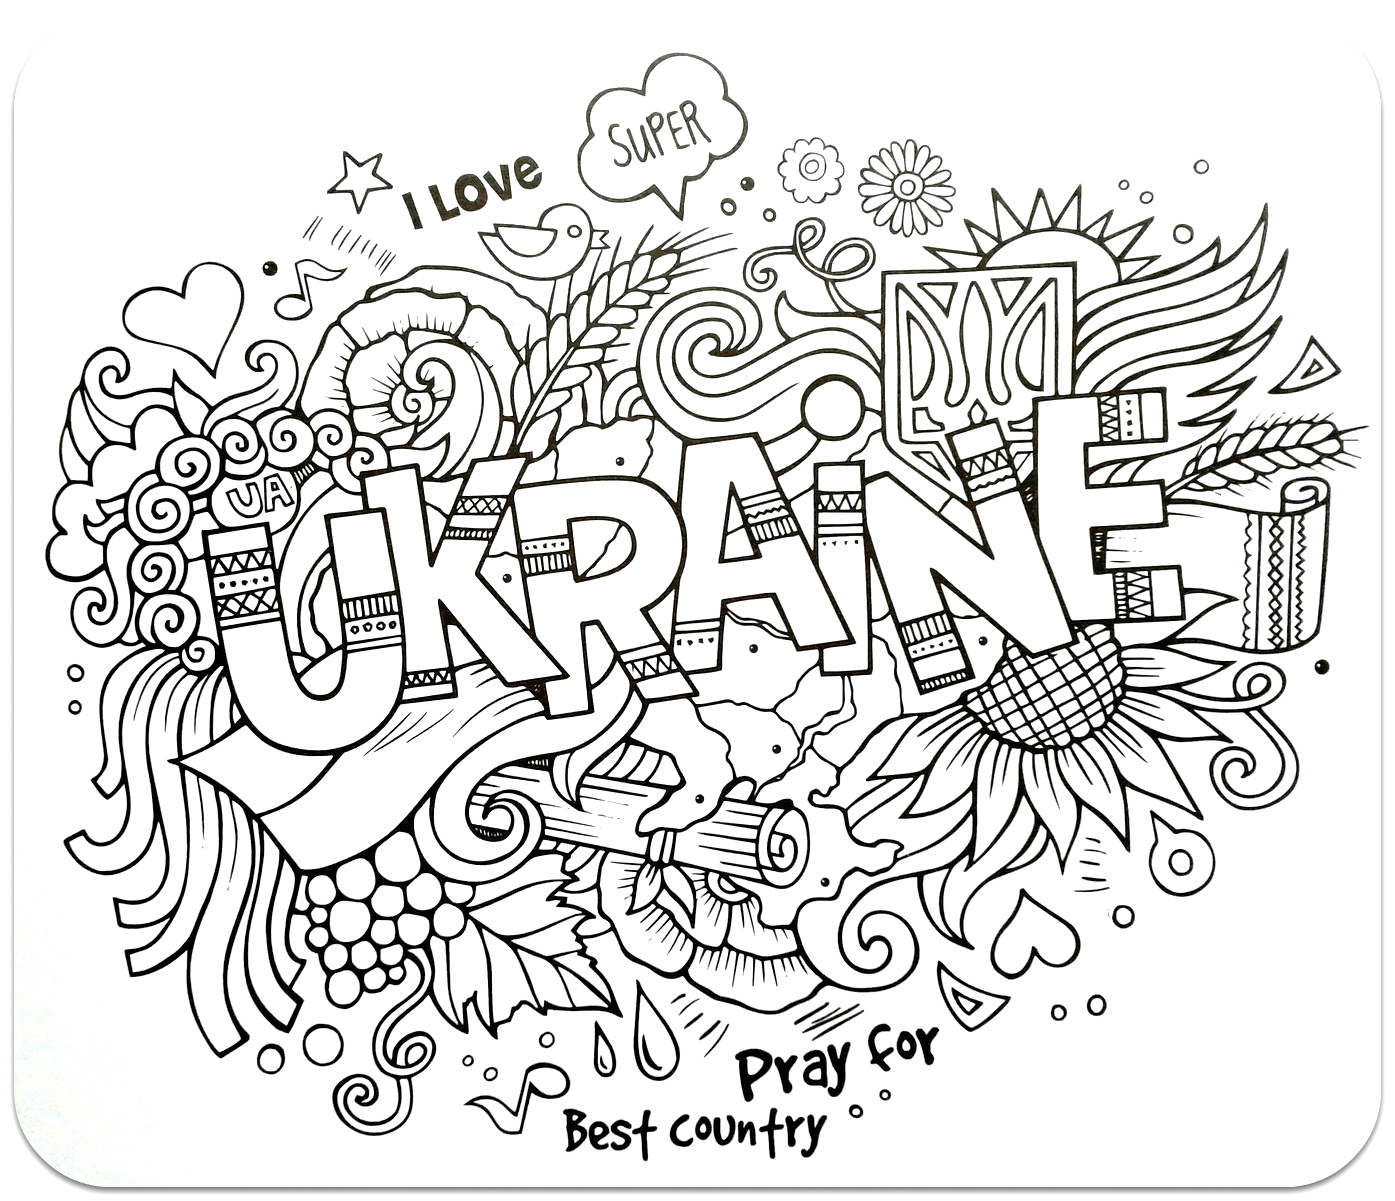 SUPER
I Love
UA
UKRAINE
Pray for
Best country